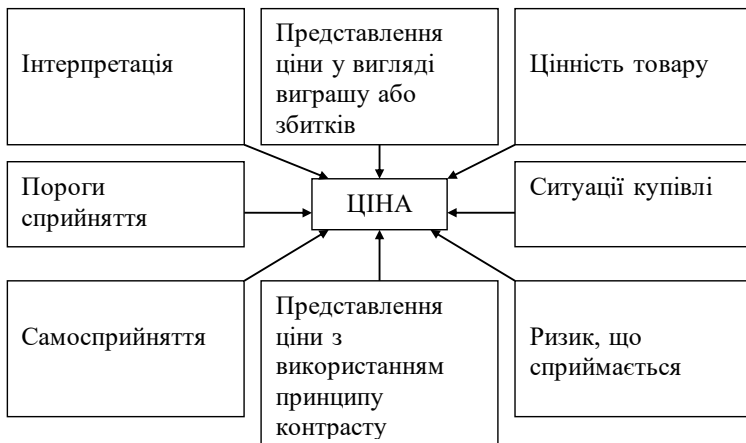 Інтерпретація
Представлення
ціни у вигляді
виграшу або
збитків
Цінність товару
Пороги
сприйняття
ЦІНА
Ситуації купівлі
Самосприйняття
Представлення
ціни з
використанням
принципу
контрасту
Ризик, що
сприймається